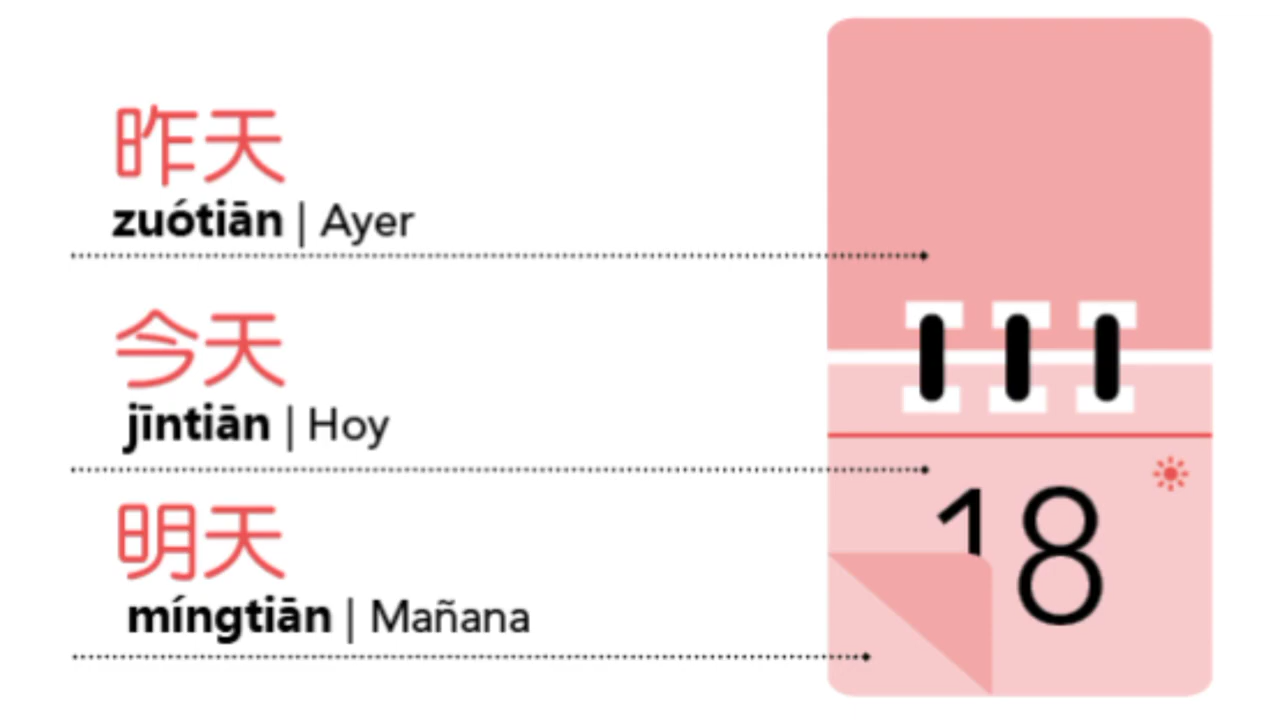 昨天
zuótiān | Ayer
今天
jīntiān | Hoy
明天
míngtiān | Mañana
18